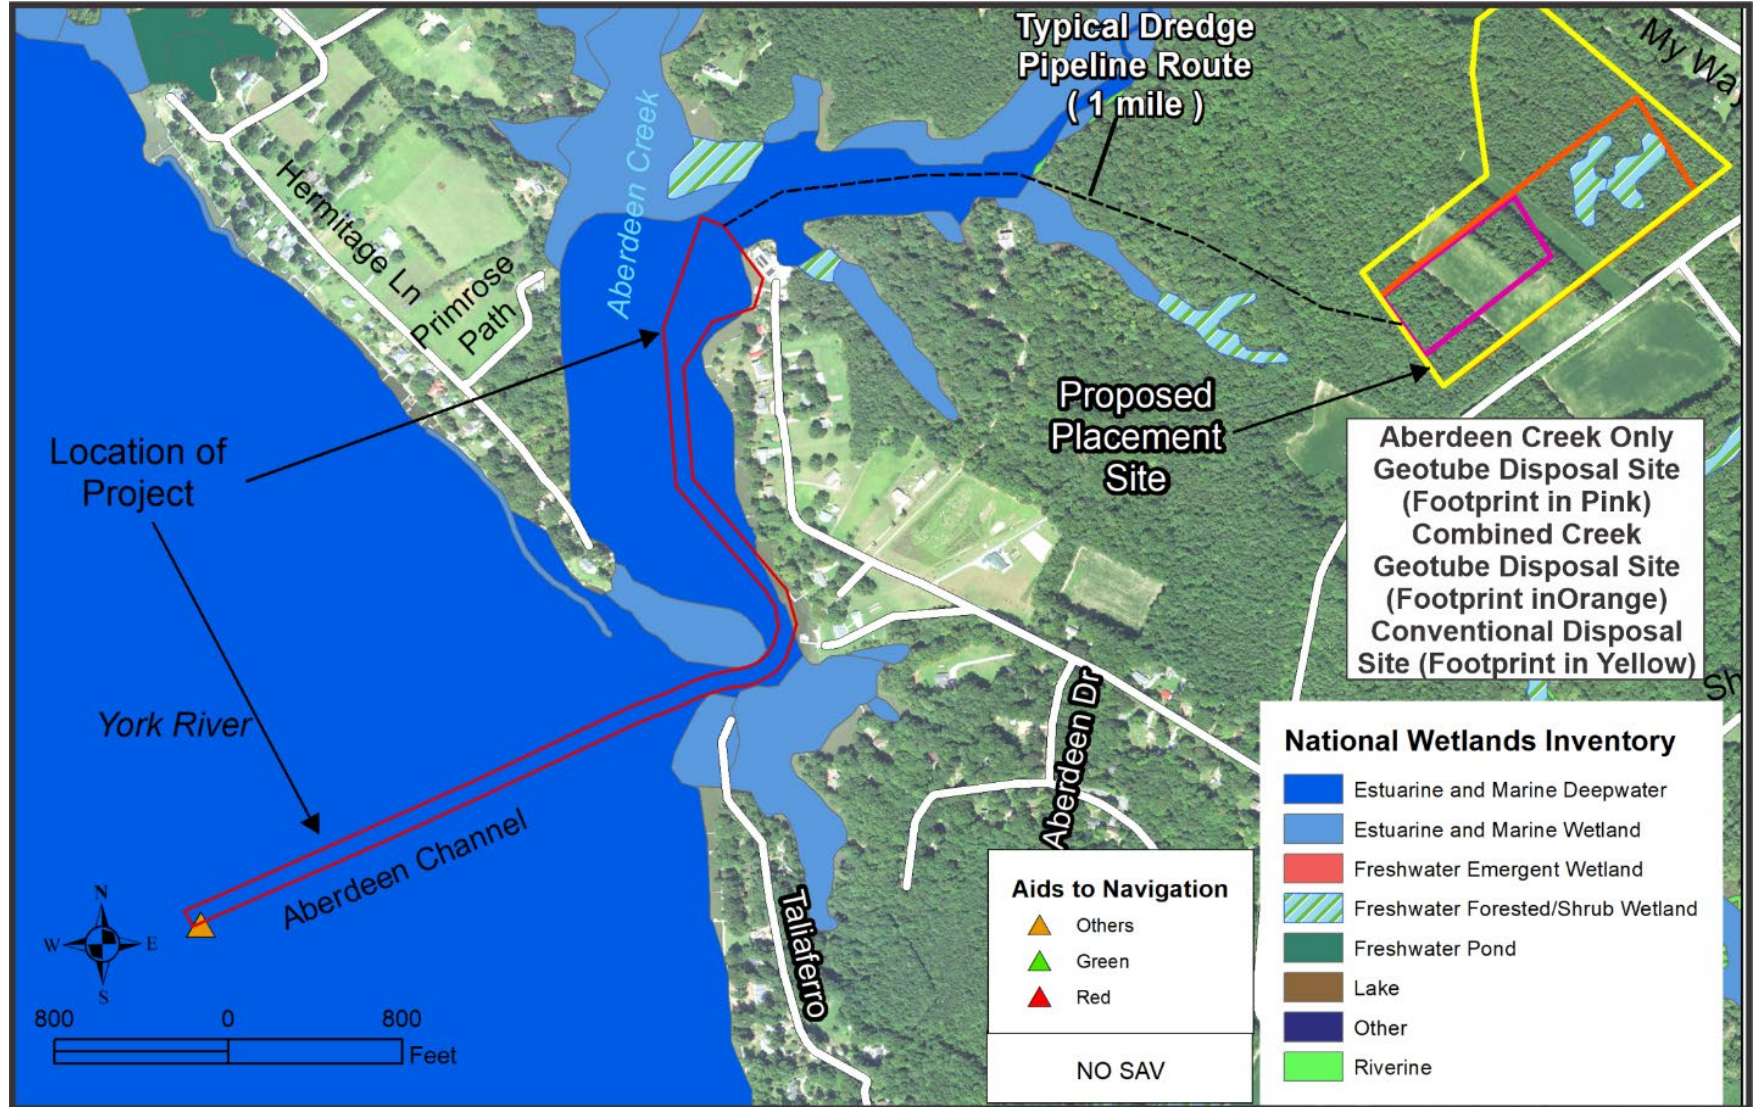 Typical Dredge
Pipeline Route
( 1 mile )
My Way
Aberdeen Creek
Aberdeen Creek
Hermitage Ln
Primrose
Path
Location of
Project
Proposed
Placement
Site
Aberdeen Creek Only
Geotube Disposal Site
(Footprint in Pink)
Combined Creek
Geotube Disposal Site
(Footprint inOrange)
Conventional Disposal
Site (Footprint in Yellow)
Sh
York River
Aberdeen Channel
Aberdeen Dr
Taliaferro
N
W
E
S
800
0
800
Feet
Aids to Navigation
Others
Green
Red
NO SAV
National Wetlands Inventory
Estuarine and Marine Deepwater
Estuarine and Marine Wetland
Freshwater Emergent Wetland
Freshwater Forested/Shrub Wetland
Freshwater Pond
Lake
Other
Riverine